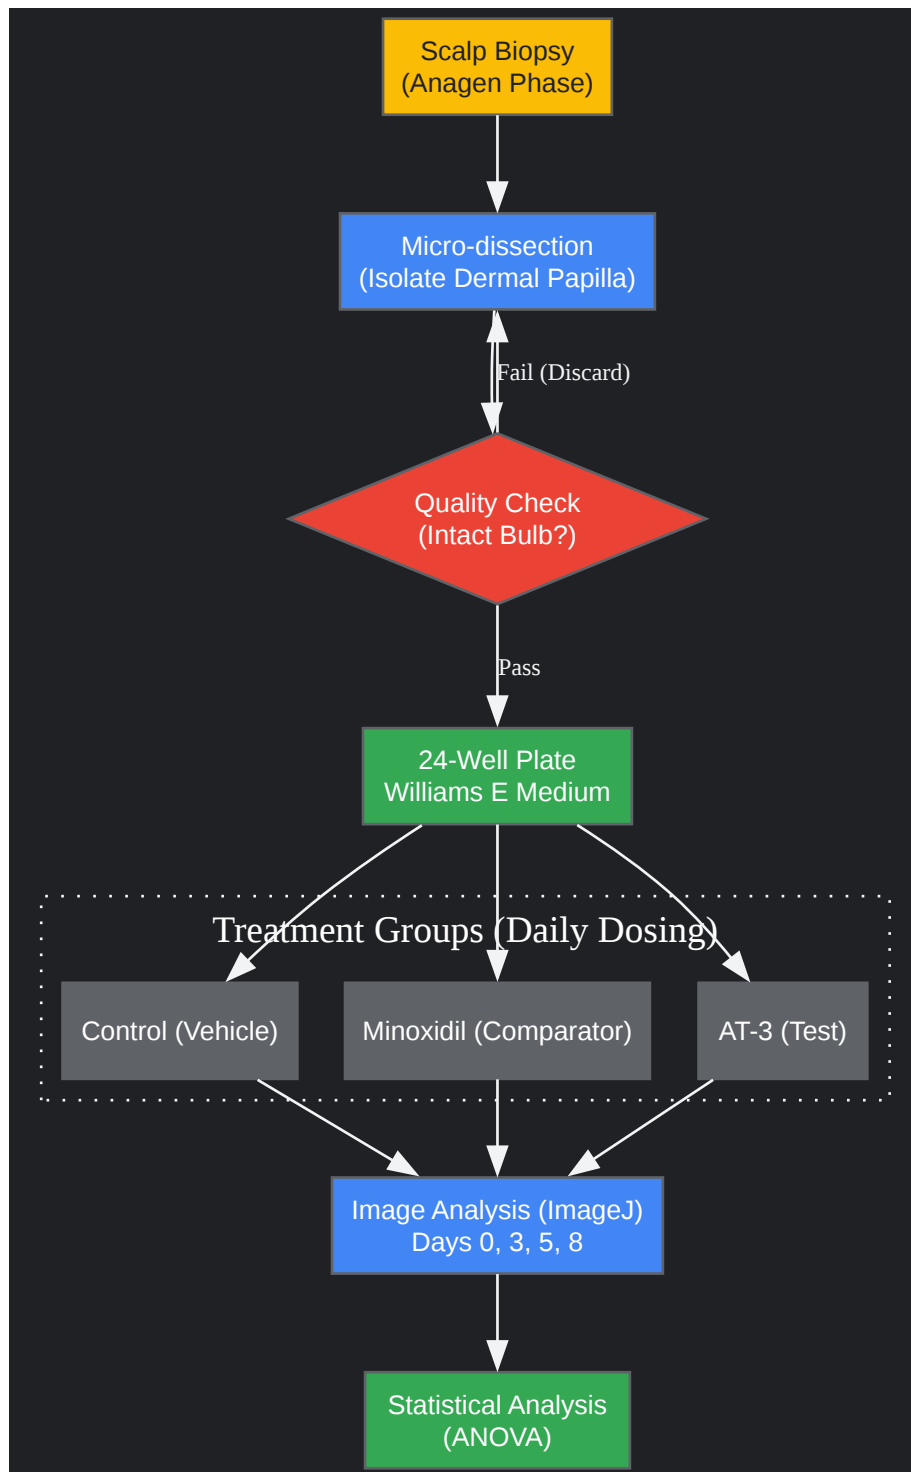 Scalp Biopsy
(Anagen Phase)
Micro-dissection
(Isolate Dermal Papilla)
Fail (Discard)
Quality Check
(Intact Bulb?)
Pass
24-Well Plate
Williams E Medium
Treatment Groups (Daily Dosing)
Control (Vehicle)
Minoxidil (Comparator)
AT-3 (Test)
Image Analysis (ImageJ)
Days 0, 3, 5, 8
Statistical Analysis
(ANOVA)